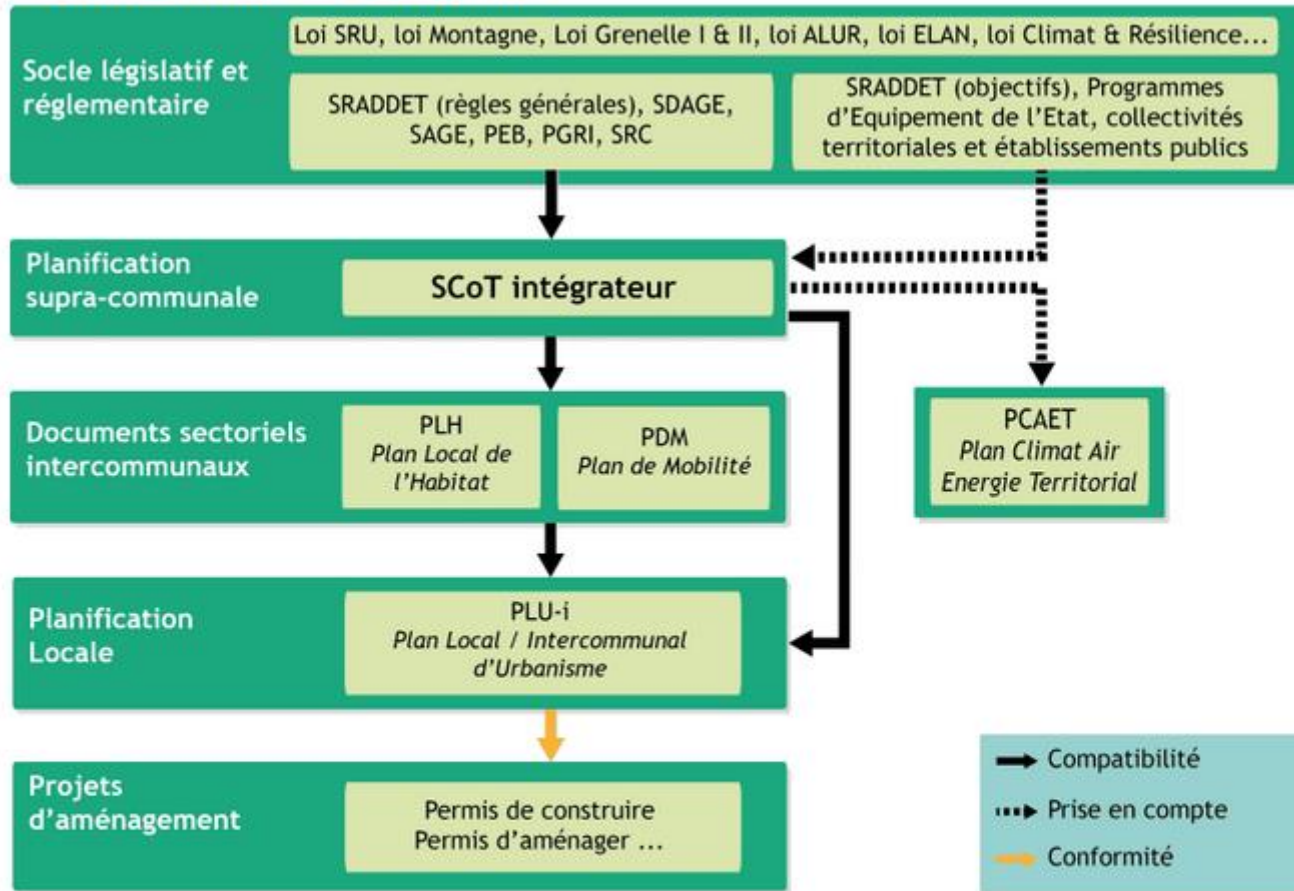 Loi SRU, loi Montagne, Loi Grenelle I & II, loi ALUR, loi ELAN, loi Climat & Résilience...
Socle législatif et
réglementaire
SRADDET (règles générales), SDAGE,
SAGE, PEB, PGRI, SRC
SRADDET (objectifs), Programmes
d'Equipement de l'Etat, collectivités
territoriales et établissements publics
Planification
supra-communale
SCoT intégrateur
Documents sectoriels
intercommunaux
PLH
Plan Local de
l'Habitat
PDM
Plan de Mobilité
PCAET
Plan Climat Air
Energie Territorial
Planification
Locale
PLU-i
Plan Local / Intercommunal
d'Urbanisme
Projets
d'aménagement
Permis de construire
Permis d'aménager ...
Compatibilité
Prise en compte
Conformité